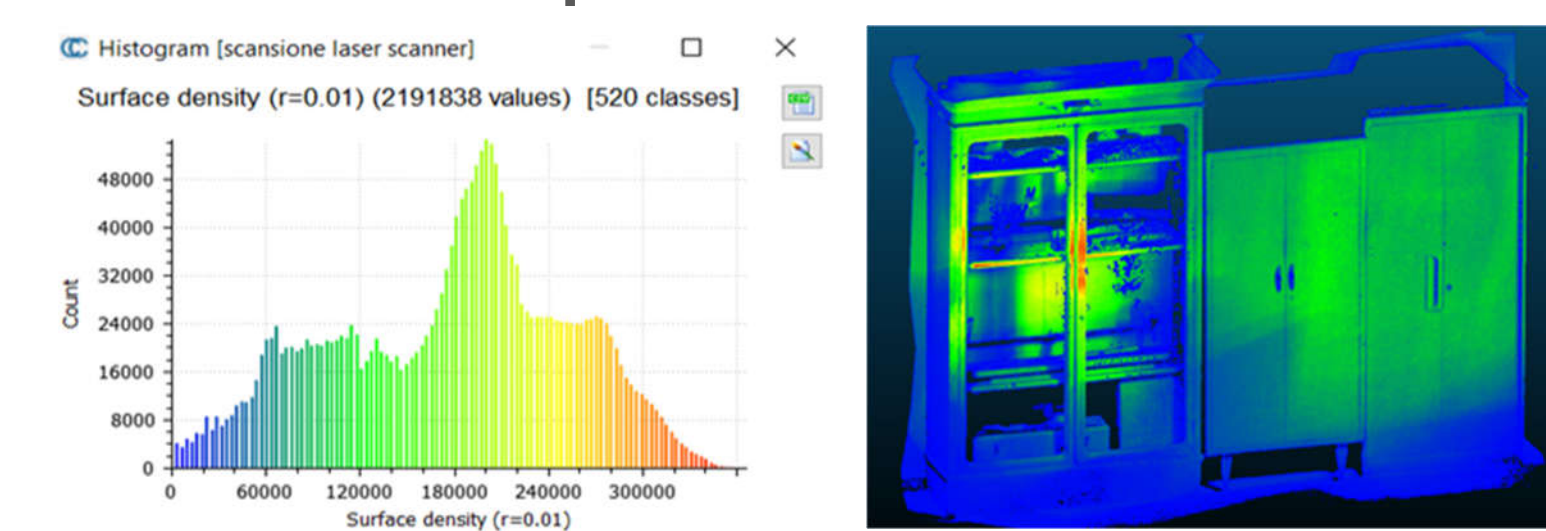 Histogram [scansione laser scanner]
Surface density (r=0.01) (2191838 values) [520 classes]
48000
40000
32000
24000
16000
8000
0
Count
0 60000 120000 180000 240000 300000
Surface density (r=0.01)